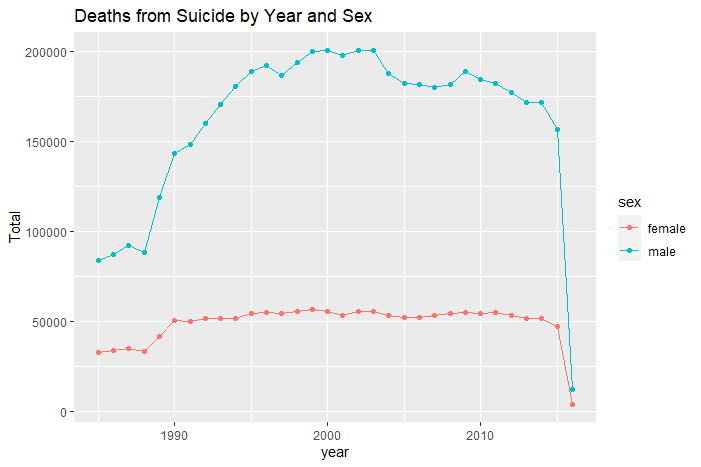 Deaths from Suicide by Year and Sex
200000
150000
100000
50000
0
Total
1990
2000
2010
year
sex
female
male